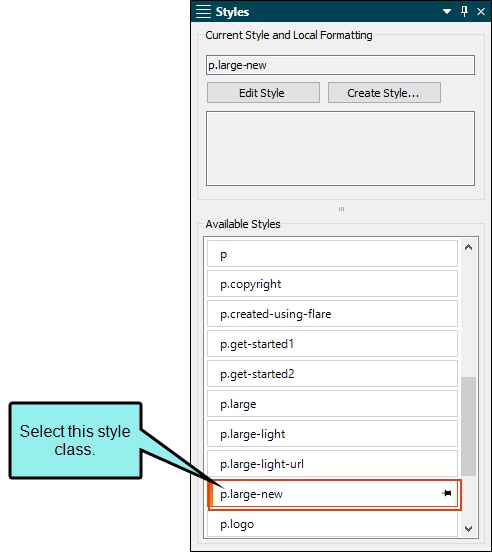 Styles
Current Style and Local Formatting
p.large-new
Edit Style
Create Style...
Available Styles
p
p.copyright
p.created-using-flare
p.get-started1
p.get-started2
p.large
p.large-light
p.large-light-url
p.large-new
p.logo
Select this style
class.